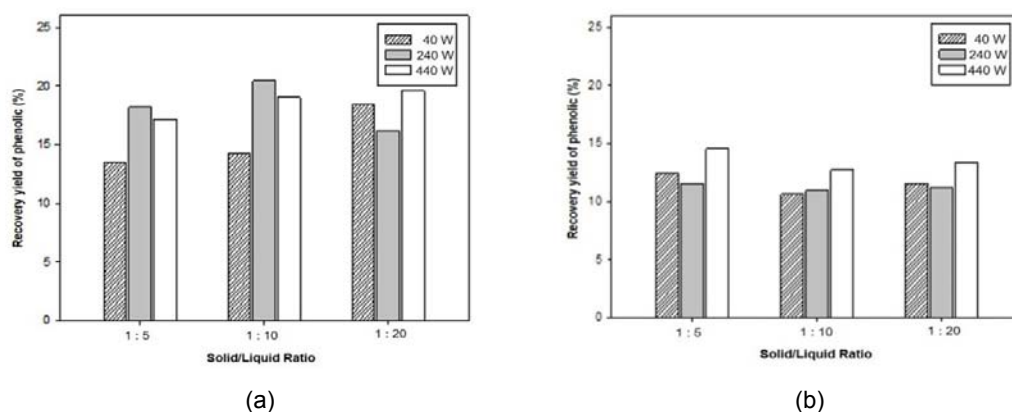 25
20
15
10
5
0
Recovery yield of phenolic (%)
40 W
240 W
440 W
1 : 5
1 : 10
1 : 20
Solid/Liquid Ratio
(a)
25
20
15
10
5
0
Recovery yield of phenolic (%)
40 W
240 W
440 W
1 : 5
1 : 10
1 : 20
Solid/Liquid Ratio
(b)